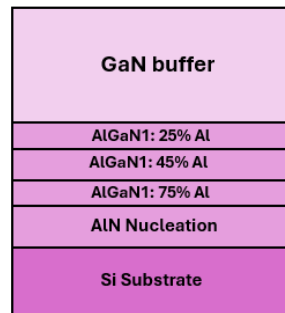 GaN buffer
AlGaN1: 25% Al
AlGaN1: 45% Al
AlGaN1: 75% Al
AlN Nucleation
Si Substrate